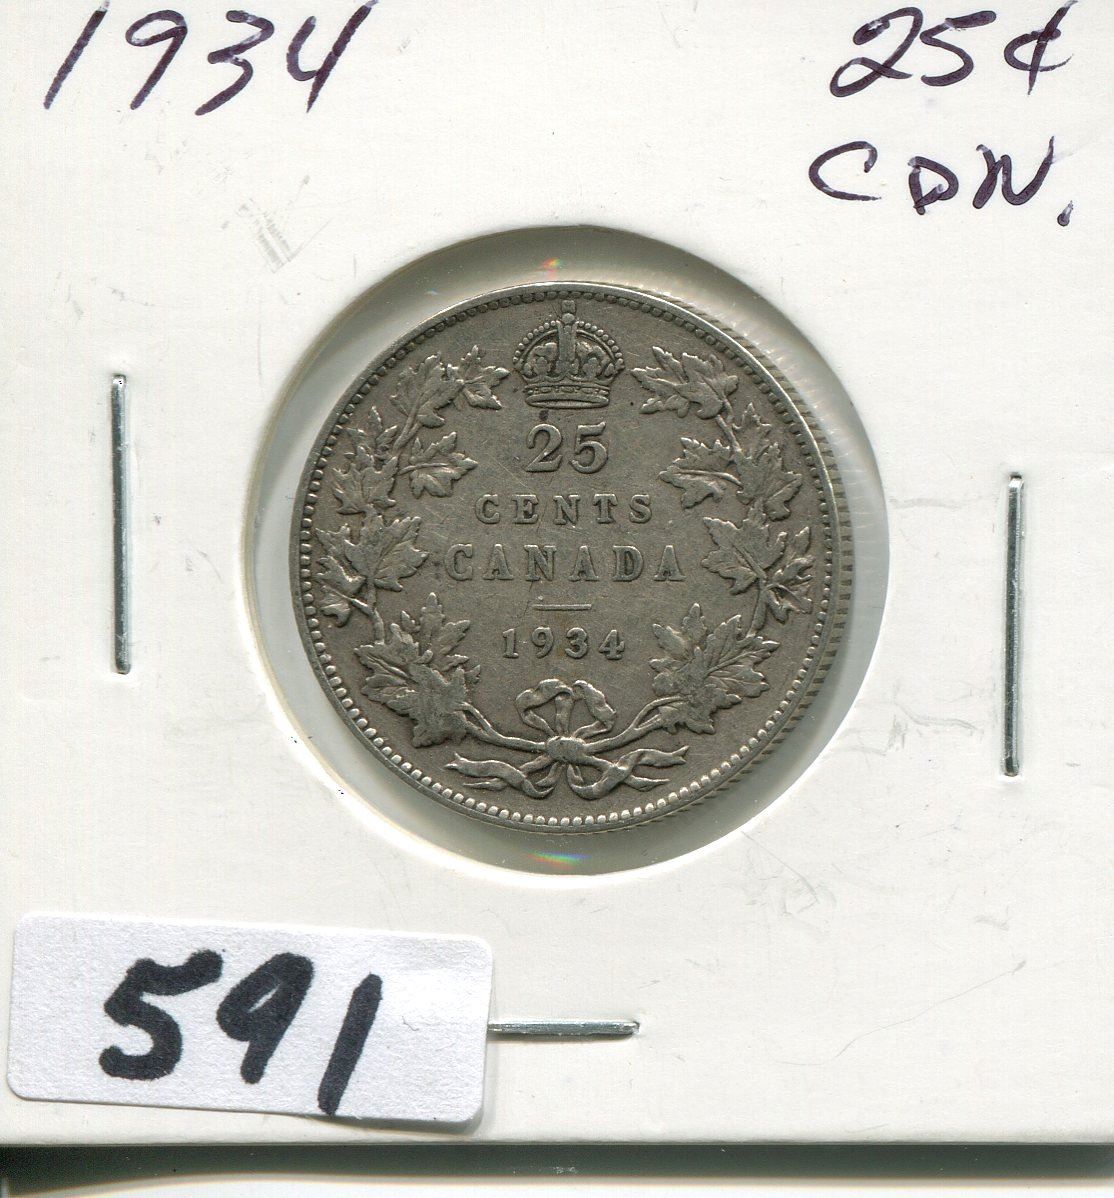 1934
25¢
CDN.
25
CENTS
CANADA
1934
591